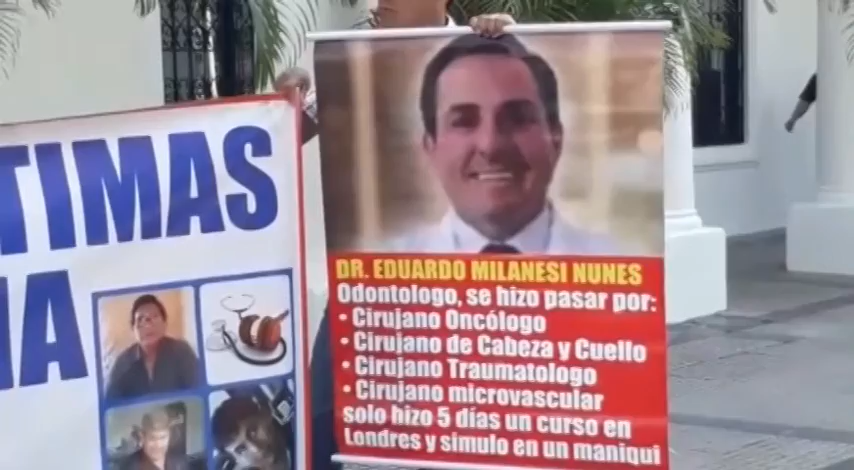 TIMAS
A
DR. EDUARDO MILANESI NUNES
Odontologo, se hizo pasar por:
• Cirujano Oncólogo
• Cirujano de Cabeza y Cuello
• Cirujano Traumatologo
• Cirujano microvascular
solo hizo 5 días un curso en
Londres y simulo en un maniqui